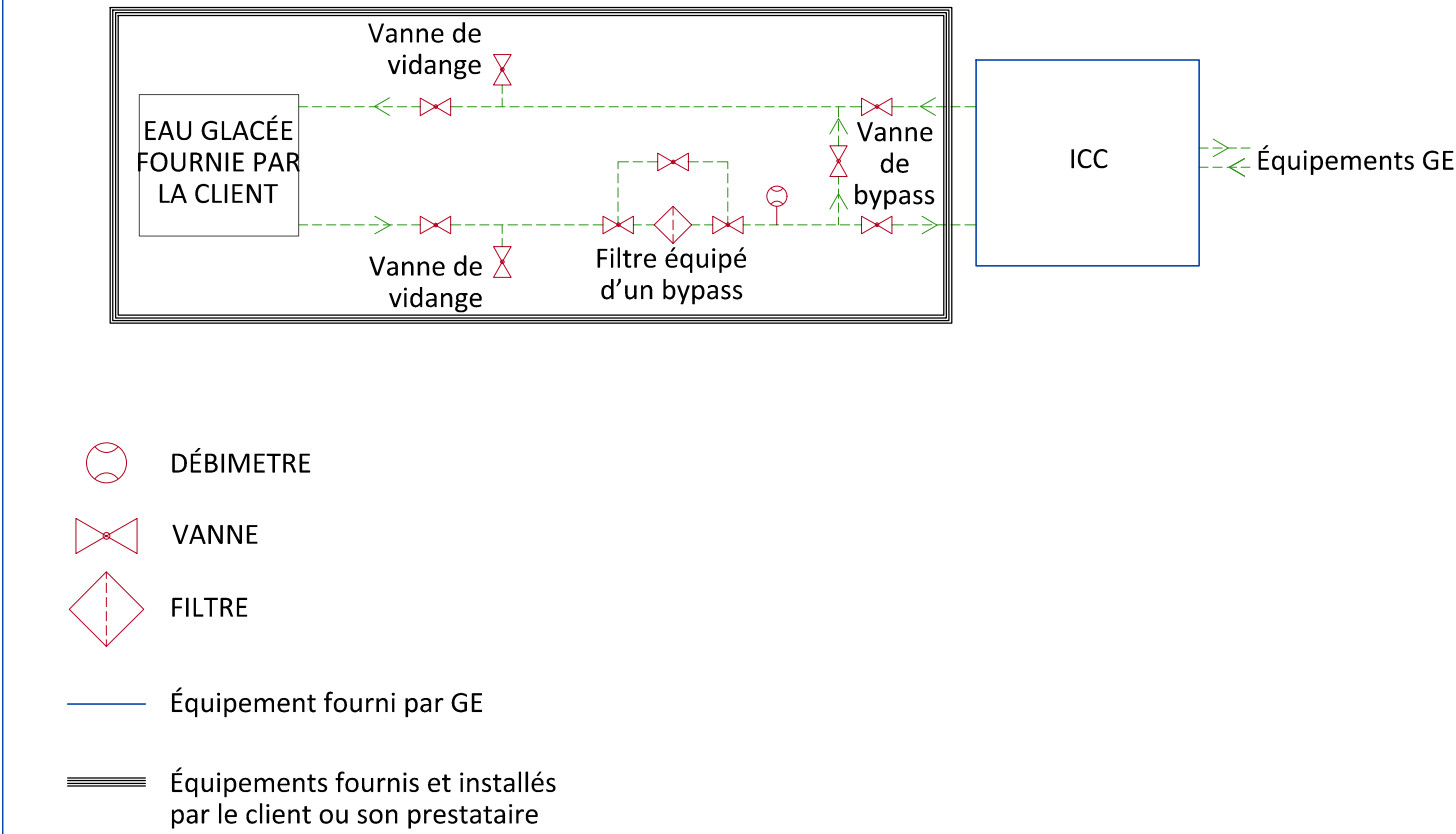 Vanne de
vidange
EAU GLACÉE
FOURNIE PAR
LA CLIENT
Vanne
de
bypass
ICC
Équipements GE
Vanne de
vidange
Filtre équipé
d’un bypass
DÉBIMETRE
VANNE
FILTRE
Équipement fourni par GE
Équipements fournis et installés
par le client ou son prestataire